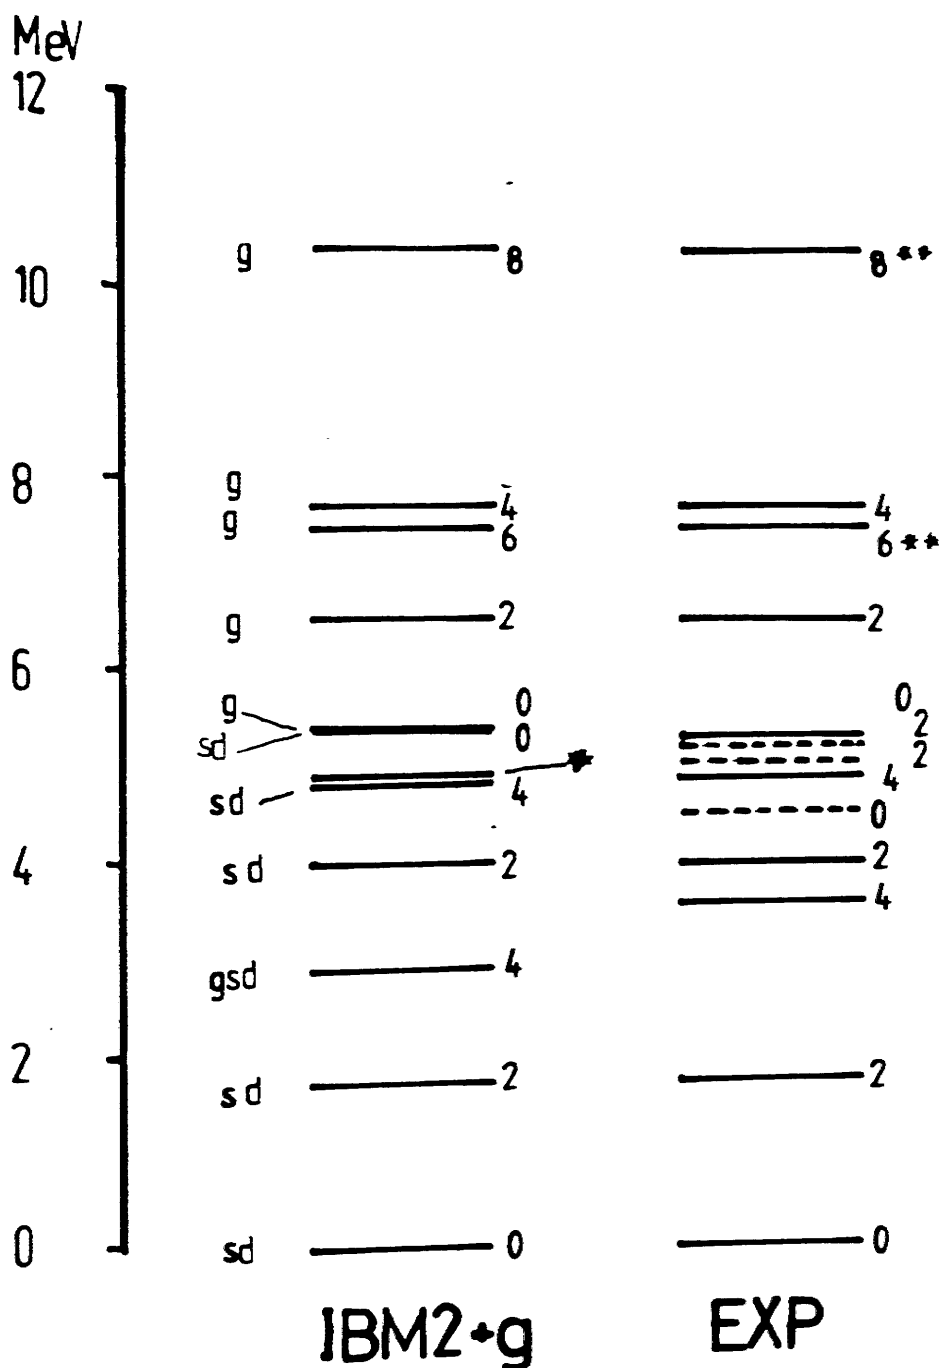 MeV
12
g 8 8**
10
8
g 4 4
g 6 6**
g 2 2
6
g 0 0
sd 0 2
* 2
sd 4 4
0
4 sd 2 2
4
gsd 4
2
sd 2 2
0 sd 0 0
IBM2+g EXP